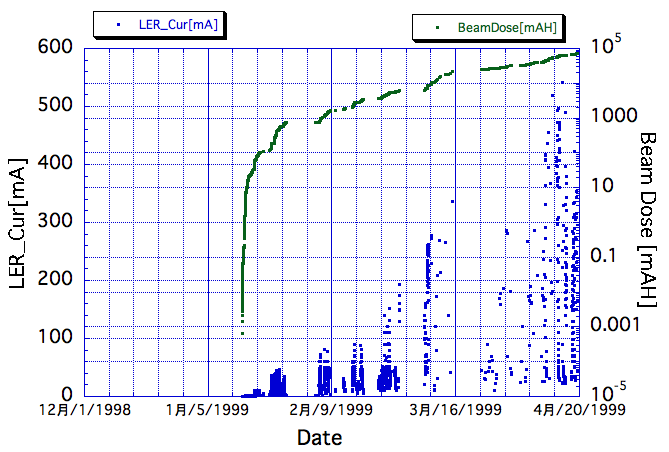 LER_Cur[mA]
BeamDose[mAH]
600
500
400
300
200
100
0
LER_Cur[mA]
10^5
1000
10
0.1
0.001
10^-5
Beam Dose [mAH]
12月/1/1998
1月/5/1999
2月/9/1999
3月/16/1999
4月/20/1999
Date